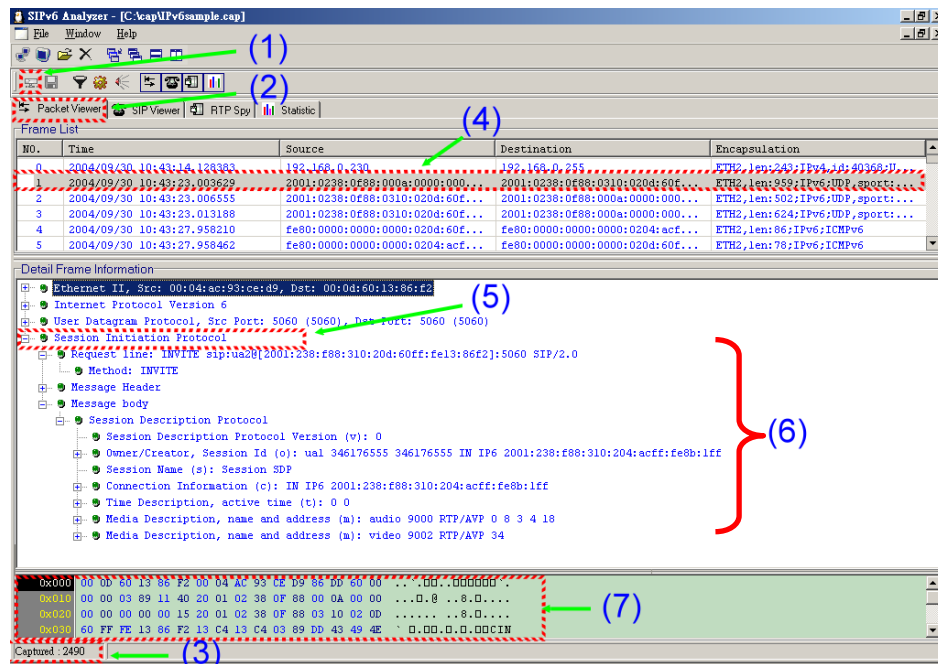 SIPv6 Analyzer - [C:\cap\IPv6sample.cap]
File Window Help
(1)
(2)
Packet Viewer SIP Viewer RTP Spy Statistic
(4)
Frame List
NO. Time Source Destination Encapsulation
0 2004/09/30 10:43:14.128383 192.168.0.230 192.168.0.255 ETH2,len:243;IPv4,id:40368;U...
1 2004/09/30 10:43:23.003629 2001:0238:0f88:000a:0000:000... 2001:0238:0f88:0310:020d:60f... ETH2,len:959;IPv6;UDP,sport:...
2 2004/09/30 10:43:23.006555 2001:0238:0f88:0310:020d:60f... 2001:0238:0f88:000a:0000:000... ETH2,len:502;IPv6;UDP,sport:...
3 2004/09/30 10:43:23.013188 2001:0238:0f88:0310:020d:60f... 2001:0238:0f88:000a:0000:000... ETH2,len:624;IPv6;UDP,sport:...
4 2004/09/30 10:43:27.958210 fe80:0000:0000:0000:020d:60f... fe80:0000:0000:0000:0204:acf... ETH2,len:86;IPv6;ICMPv6
5 2004/09/30 10:43:27.958462 fe80:0000:0000:0000:0204:acf... fe80:0000:0000:0000:020d:60f... ETH2,len:78;IPv6;ICMPv6
Detail Frame Information
Ethernet II, Src: 00:04:ac:93:ce:d9, Dst: 00:0d:60:13:86:f2
Internet Protocol Version 6
(5)
User Datagram Protocol, Src Port: 5060 (5060), Dst Port: 5060 (5060)
Session Initiation Protocol
Request line: INVITE sip:ua2@[2001:238:f88:310:20d:60ff:fe13:86f2]:5060 SIP/2.0
Method: INVITE
Message Header
Message body
Session Description Protocol
(6)
Session Description Protocol Version (v): 0
Owner/Creator, Session Id (o): ua1 346176555 346176555 IN IP6 2001:238:f88:310:204:acff:fe8b:1ff
Session Name (s): Session SDP
Connection Information (c): IN IP6 2001:238:f88:310:204:acff:fe8b:1ff
Time Description, active time (t): 0 0
Media Description, name and address (m): audio 9000 RTP/AVP 0 8 3 4 18
Media Description, name and address (m): video 9002 RTP/AVP 34
0x000 00 0D 60 13 86 F2 00 04 AC 93 CE D9 86 DD 60 00
0x010 00 00 03 89 11 40 20 01 02 38 0F 88 00 0A 00 00
0x020 00 00 00 00 00 15 20 01 02 38 0F 88 03 10 02 0D
0x030 60 FF FE 13 86 F2 13 C4 13 C4 03 89 DD 43 49 4E
(7)
Captured : 2490
(3)